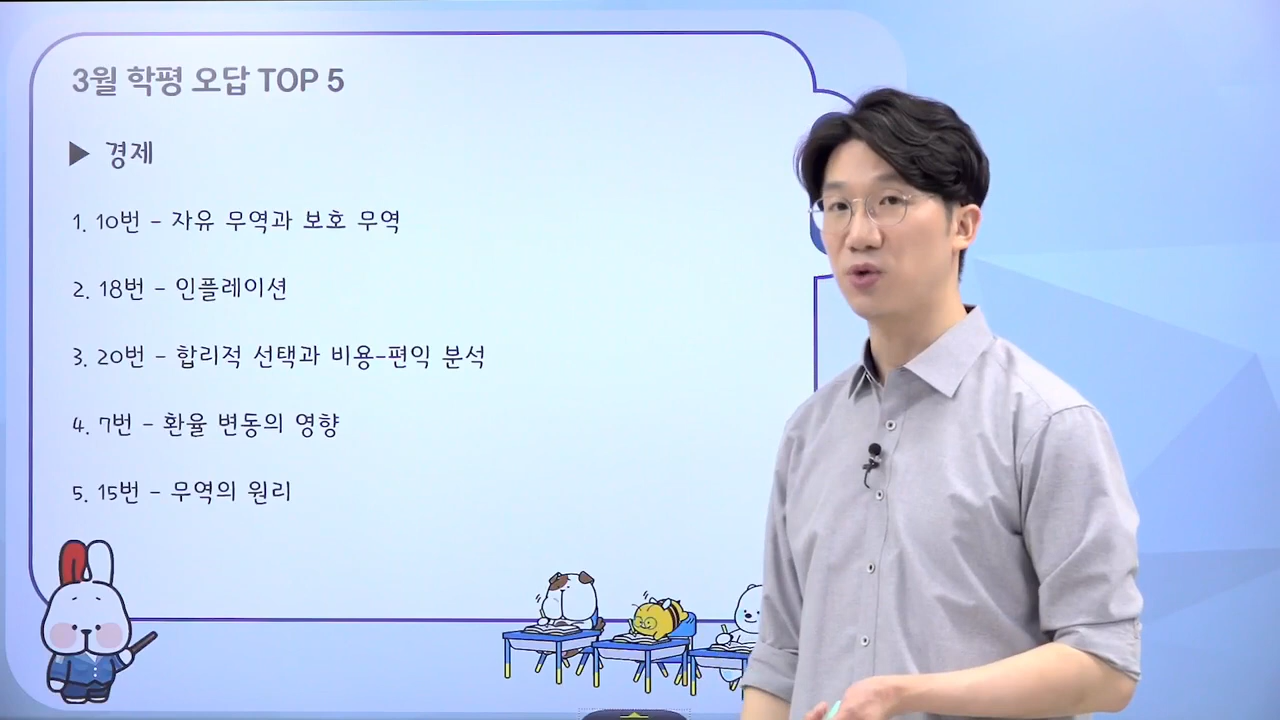 3월 학평 오답 TOP 5
▶ 경제
1. 10번 - 자유 무역과 보호 무역
2. 18번 - 인플레이션
3. 20번 - 합리적 선택과 비용-편익 분석
4. 7번 - 환율 변동의 영향
5. 15번 - 무역의 원리